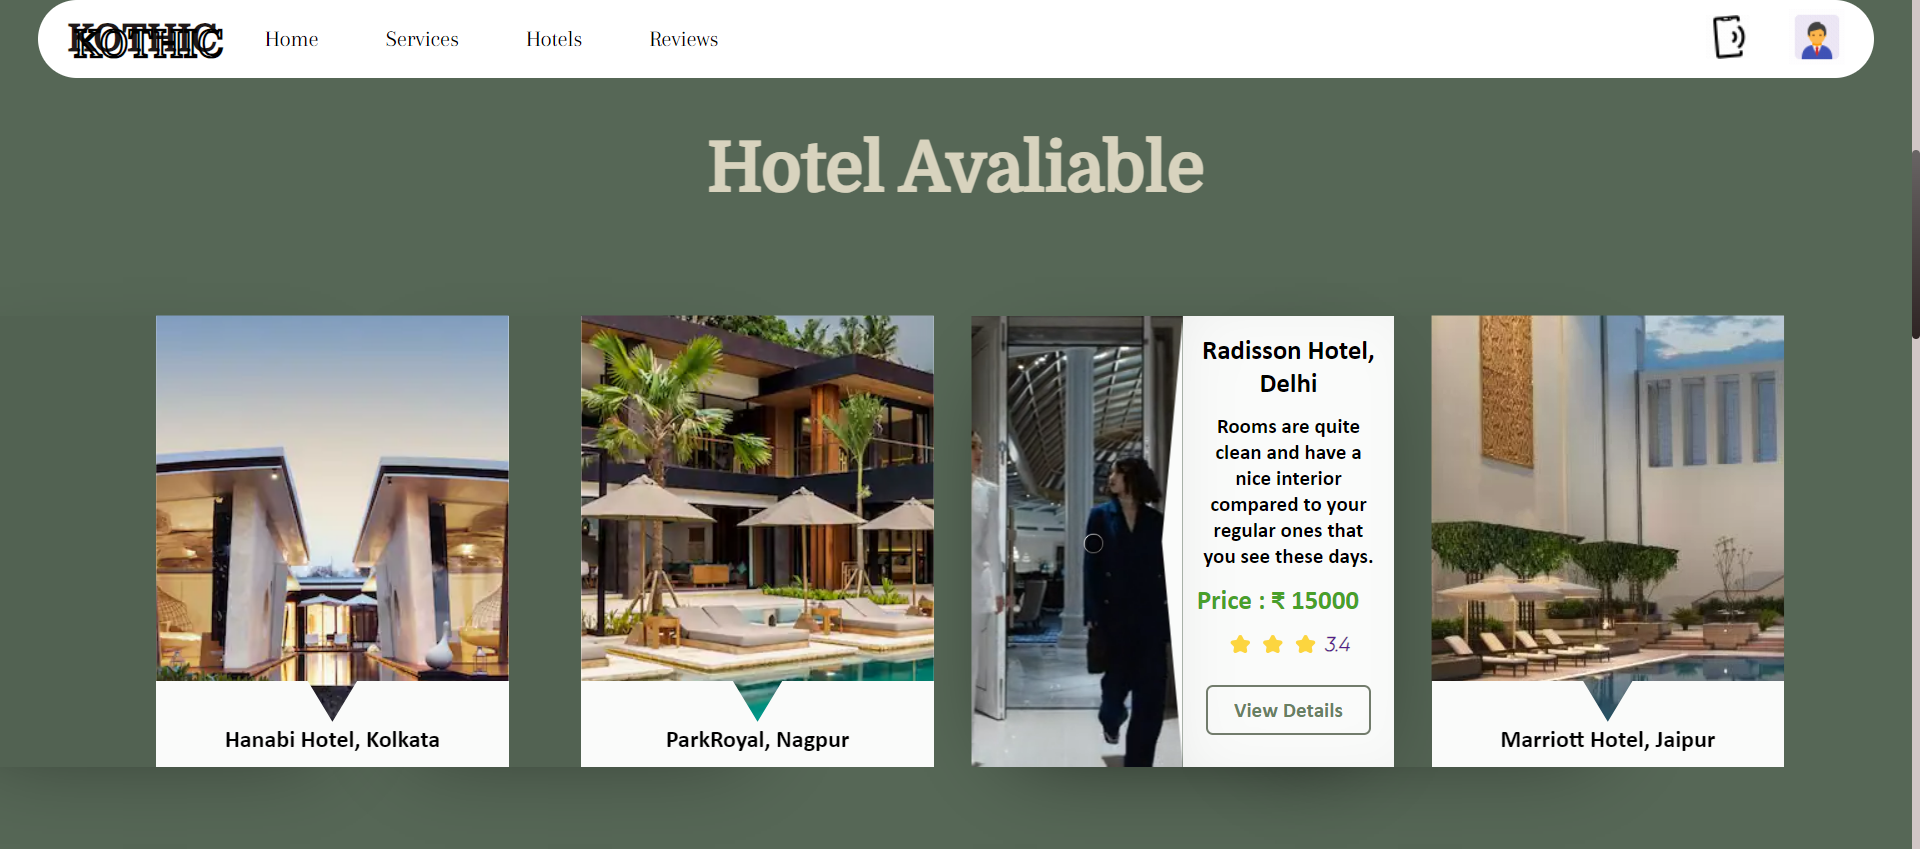 KOTHIC
Home
Services
Hotels
Reviews
Hotel Avaliable
Hanabi Hotel, Kolkata
ParkRoyal, Nagpur
Radisson Hotel,
Delhi
Rooms are quite
clean and have a
nice interior
compared to your
regular ones that
you see these days.
Price : ₹ 15000
3.4
View Details
Marriott Hotel, Jaipur